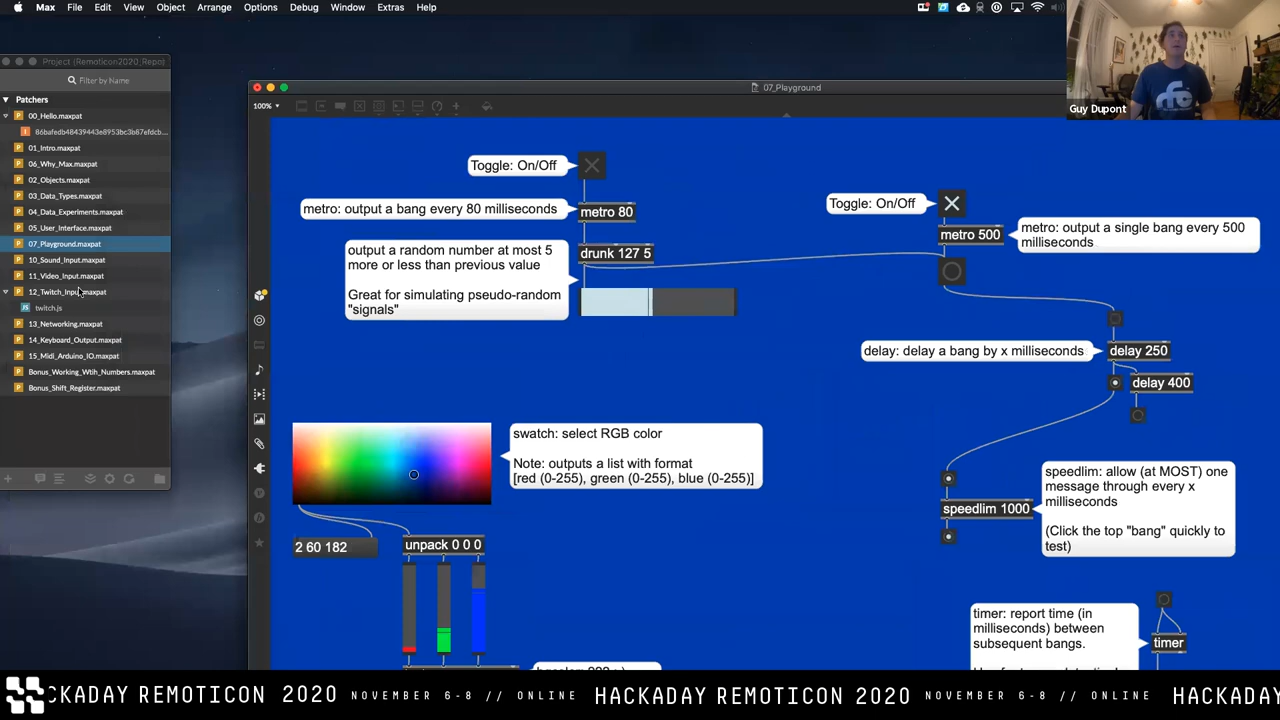 Max File Edit View Object Arrange Options Debug Window Extras Help
Project (Remoticon2020_Repo)
Filter by Name
Patchers
00_Hello.maxpat
86bafedb48439443e8953bc3b87efdcb...
01_Intro.maxpat
06_Why_Max.maxpat
02_Objects.maxpat
03_Data_Types.maxpat
04_Data_Experiments.maxpat
05_User_Interface.maxpat
07_Playground.maxpat
10_Sound_Input.maxpat
11_Video_Input.maxpat
12_Twitch_Input.maxpat
twitch.js
13_Networking.maxpat
14_Keyboard_Output.maxpat
15_Midi_Arduino_IO.maxpat
Bonus_Working_Wtih_Numbers.maxpat
Bonus_Shift_Register.maxpat
07_Playground
100%
Toggle: On/Off
metro: output a bang every 80 milliseconds
metro 80
output a random number at most 5
more or less than previous value
Great for simulating pseudo-random
"signals"
drunk 127 5
Toggle: On/Off
metro 500
metro: output a single bang every 500
milliseconds
delay: delay a bang by x milliseconds
delay 250
delay 400
swatch: select RGB color
Note: outputs a list with format
[red (0-255), green (0-255), blue (0-255)]
2 60 182
unpack 0 0 0
speedlim 1000
speedlim: allow (at MOST) one
message through every x
milliseconds
(Click the top "bang" quickly to
test)
timer: report time (in
milliseconds) between
subsequent bangs.
timer
Guy Dupont
CKADAY REMOTICON 2020 NOVEMBER 6-8 // ONLINE HACKADAY REMOTICON 2020 NOVEMBER 6-8 // ONLINE HACKADAY